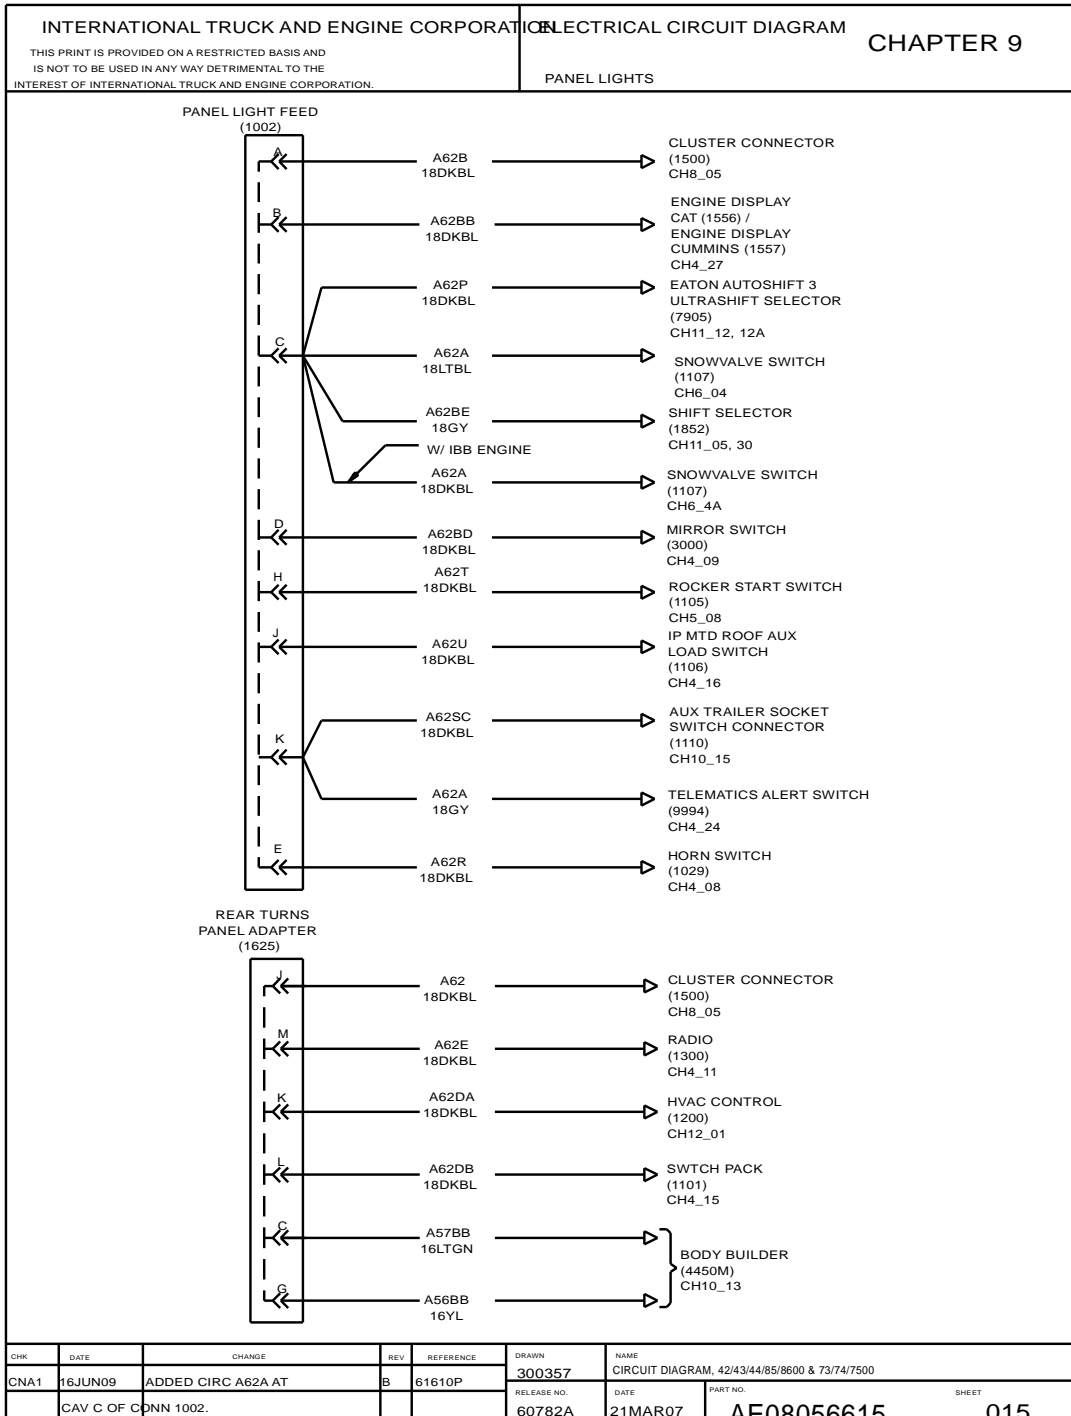 INTERNATIONAL TRUCK AND ENGINE CORPORATION
THIS PRINT IS PROVIDED ON A RESTRICTED BASIS AND
IS NOT TO BE USED IN ANY WAY DETRIMENTAL TO THE
INTEREST OF INTERNATIONAL TRUCK AND ENGINE CORPORATION.
ELECTRICAL CIRCUIT DIAGRAM
PANEL LIGHTS
CHAPTER 9
PANEL LIGHT FEED
(1002)
A
A62B
18DKBL
CLUSTER CONNECTOR
(1500)
CH8_05
B
A62BB
18DKBL
ENGINE DISPLAY
CAT (1556) /
ENGINE DISPLAY
CUMMINS (1557)
CH4_27
A62P
18DKBL
EATON AUTOSHIFT 3
ULTRASHIFT SELECTOR
(7905)
CH11_12, 12A
C
A62A
18LTBL
SNOWVALVE SWITCH
(1107)
CH6_04
A62BE
18GY
SHIFT SELECTOR
(1852)
CH11_05, 30
W/ IBB ENGINE
A62A
18DKBL
SNOWVALVE SWITCH
(1107)
CH6_4A
D
A62BD
18DKBL
MIRROR SWITCH
(3000)
CH4_09
H
A62T
18DKBL
ROCKER START SWITCH
(1105)
CH5_08
J
A62U
18DKBL
IP MTD ROOF AUX
LOAD SWITCH
(1106)
CH4_16
K
A62SC
18DKBL
AUX TRAILER SOCKET
SWITCH CONNECTOR
(1110)
CH10_15
A62A
18GY
TELEMATICS ALERT SWITCH
(9994)
CH4_24
E
A62R
18DKBL
HORN SWITCH
(1029)
CH4_08
REAR TURNS
PANEL ADAPTER
(1625)
J
A62
18DKBL
CLUSTER CONNECTOR
(1500)
CH8_05
M
A62E
18DKBL
RADIO
(1300)
CH4_11
K
A62DA
18DKBL
HVAC CONTROL
(1200)
CH12_01
L
A62DB
18DKBL
SWTCH PACK
(1101)
CH4_15
C
A57BB
16LTGN
G
A56BB
16YL
BODY BUILDER
(4450M)
CH10_13
CHK DATE CHANGE REV REFERENCE
CNA1 16JUN09 ADDED CIRC A62A AT B 61610P
CAV C OF CONN 1002.
DRAWN
300357
NAME
CIRCUIT DIAGRAM, 42/43/44/85/8600 & 73/74/7500
RELEASE NO.
60782A
DATE
21MAR07
PART NO.
AE08056615
SHEET
015